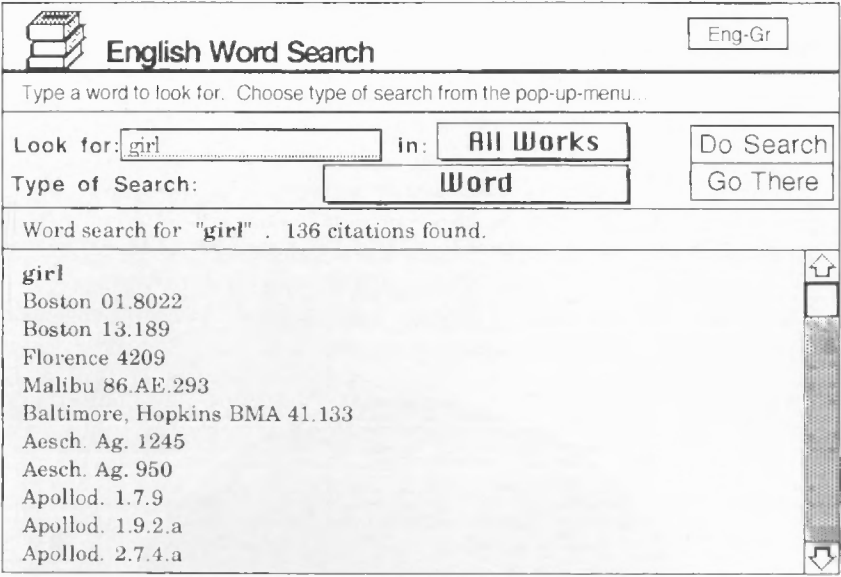 English Word Search
Eng-Gr
Type a word to look for. Choose type of search from the pop-up-menu...
Look for: girl in: All Works Do Search
Type of Search: Word Go There
Word search for "girl" . 136 citations found.
girl
Boston 01.8022
Boston 13.189
Florence 4209
Malibu 86.AE.293
Baltimore, Hopkins BMA 41.133
Aesch. Ag. 1245
Aesch. Ag. 950
Apollod. 1.7.9
Apollod. 1.9.2.a
Apollod. 2.7.4.a